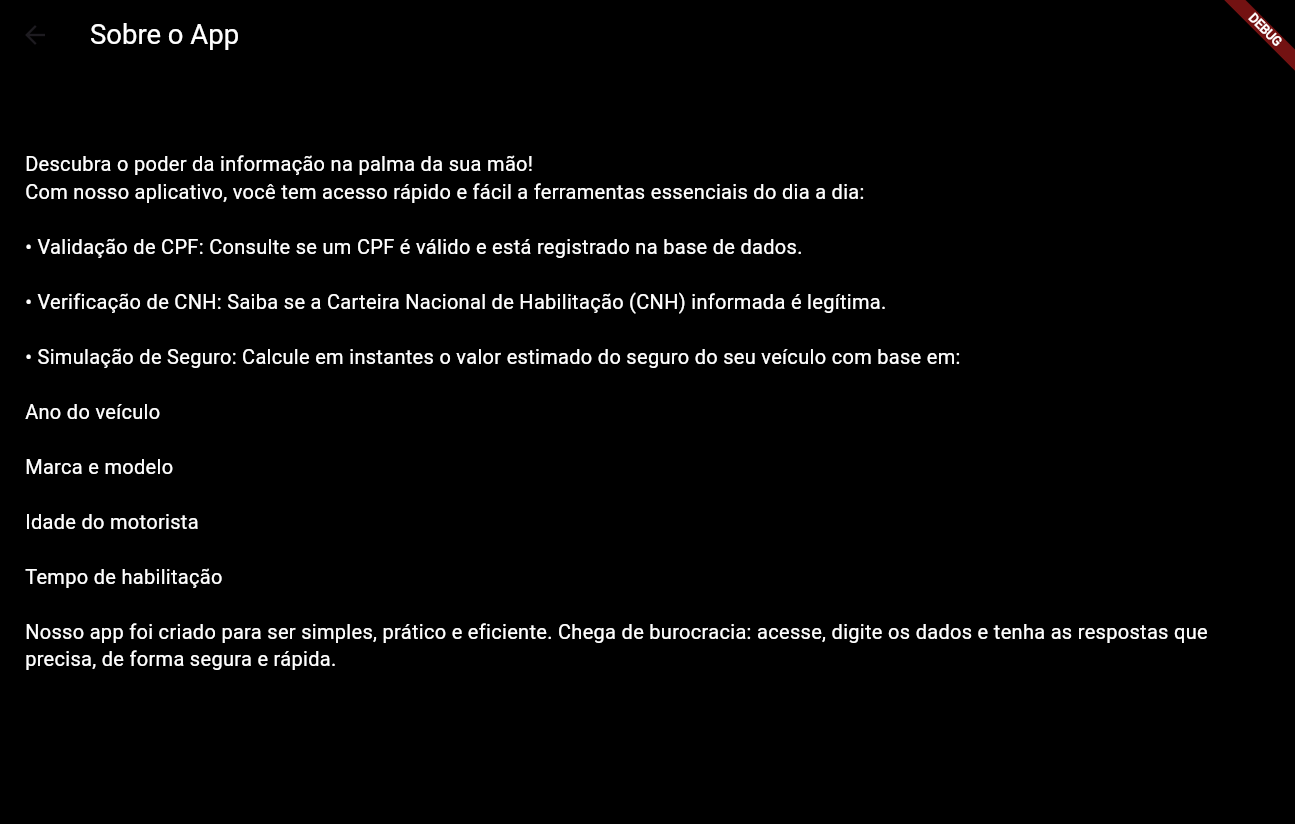 Sobre o App
DEBUG
Descubra o poder da informação na palma da sua mão!
Com nosso aplicativo, você tem acesso rápido e fácil a ferramentas essenciais do dia a dia:
• Validação de CPF: Consulte se um CPF é válido e está registrado na base de dados.
• Verificação de CNH: Saiba se a Carteira Nacional de Habilitação (CNH) informada é legítima.
• Simulação de Seguro: Calcule em instantes o valor estimado do seguro do seu veículo com base em:
Ano do veículo
Marca e modelo
Idade do motorista
Tempo de habilitação
Nosso app foi criado para ser simples, prático e eficiente. Chega de burocracia: acesse, digite os dados e tenha as respostas que
precisa, de forma segura e rápida.